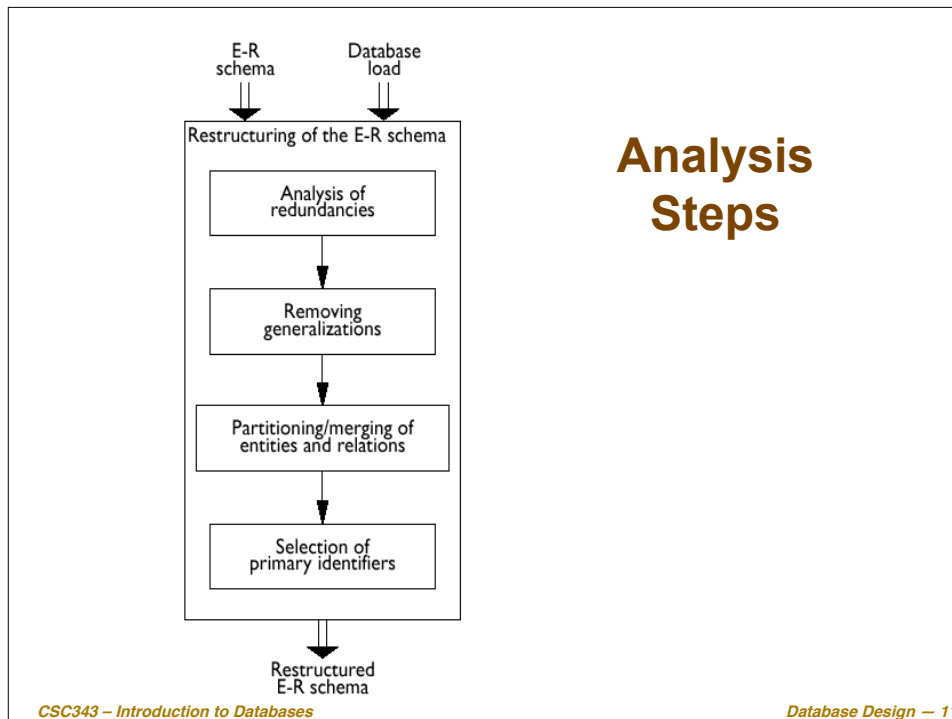 E-R
schema
Database
load
Restructuring of the E-R schema
Analysis of
redundancies
Removing
generalizations
Partitioning/merging of
entities and relations
Selection of
primary identifiers
Restructured
E-R schema
Analysis
Steps
CSC343 – Introduction to Databases
Database Design — 1